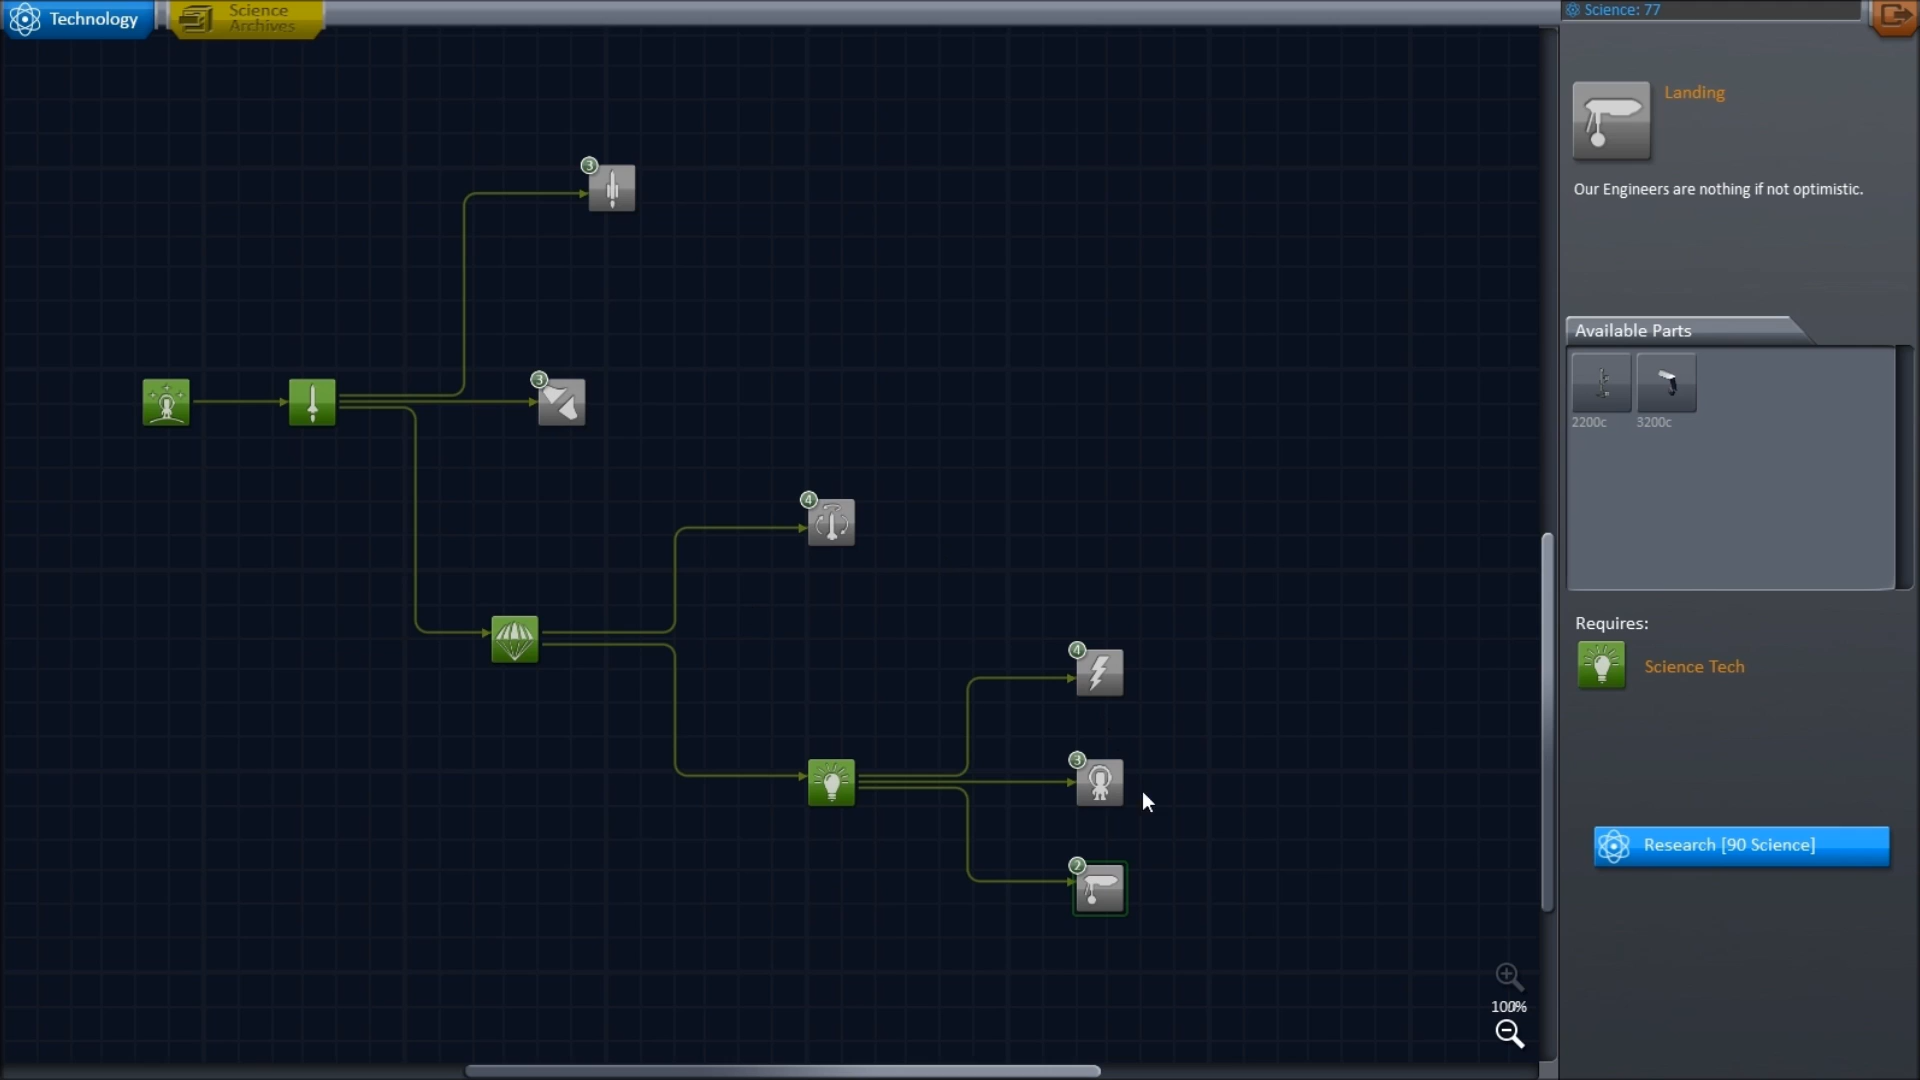 Technology
Science
Archives
Science: 77
Landing
Our Engineers are nothing if not optimistic.
Available Parts
2200c
3200c
Requires:
Science Tech
Research [90 Science]
3
3
4
4
3
2
100%